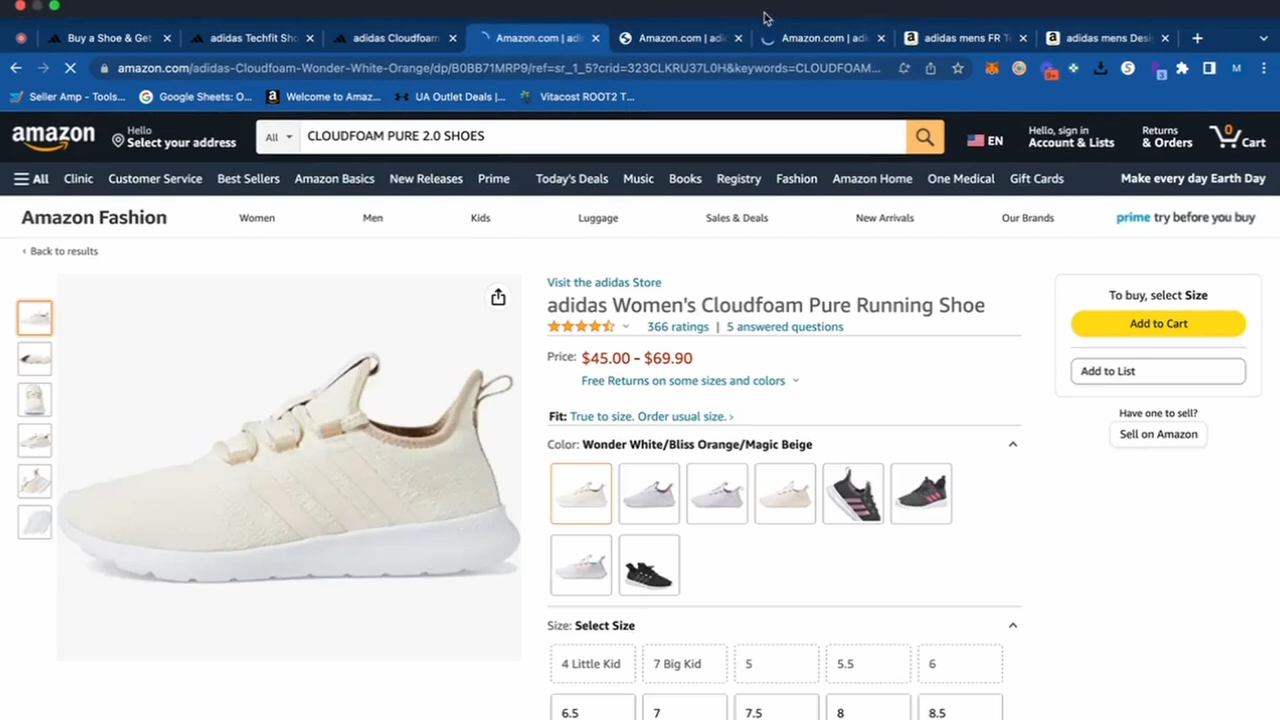 Buy a Shoe & Get
adidas Techfit Sho
adidas Cloudfoam
Amazon.com | adi
Amazon.com | adi
Amazon.com | adi
adidas mens FR T
adidas mens Desi
amazon.com/adidas-Cloudfoam-Wonder-White-Orange/dp/B0BB71MRP9/ref=sr_1_5?crid=323CLKRU37L0H&keywords=CLOUDFOAM...
Seller Amp - Tools...
Google Sheets: O...
Welcome to Amaz...
UA Outlet Deals |...
Vitacost ROOT2 T...
amazon
Hello
Select your address
All
CLOUDFOAM PURE 2.0 SHOES
EN
Hello, sign in
Account & Lists
Returns
& Orders
0
Cart
All
Clinic
Customer Service
Best Sellers
Amazon Basics
New Releases
Prime
Today's Deals
Music
Books
Registry
Fashion
Amazon Home
One Medical
Gift Cards
Make every day Earth Day
Amazon Fashion
Women
Men
Kids
Luggage
Sales & Deals
New Arrivals
Our Brands
prime try before you buy
‹ Back to results
Visit the adidas Store
adidas Women's Cloudfoam Pure Running Shoe
366 ratings | 5 answered questions
Price: $45.00 - $69.90
Free Returns on some sizes and colors
Fit: True to size. Order usual size. ›
Color: Wonder White/Bliss Orange/Magic Beige
Size: Select Size
4 Little Kid
7 Big Kid
5
5.5
6
6.5
7
7.5
8
8.5
To buy, select Size
Add to Cart
Add to List
Have one to sell?
Sell on Amazon